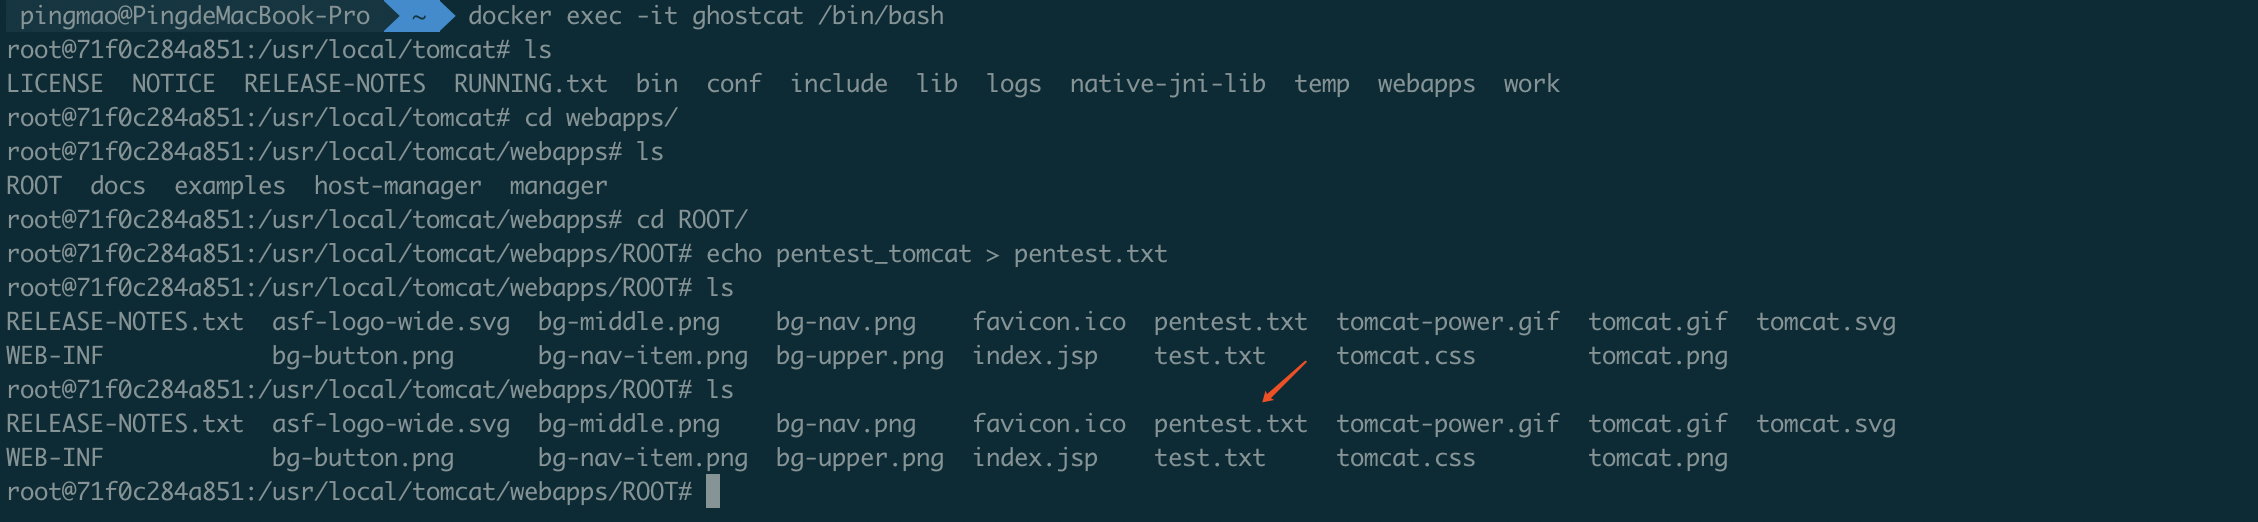 pingmao@PingdeMacBook-Pro ~ docker exec -it ghostcat /bin/bash
root@71f0c284a851:/usr/local/tomcat# ls
LICENSE NOTICE RELEASE-NOTES RUNNING.txt bin conf include lib logs native-jni-lib temp webapps work
root@71f0c284a851:/usr/local/tomcat# cd webapps/
root@71f0c284a851:/usr/local/tomcat/webapps# ls
ROOT docs examples host-manager manager
root@71f0c284a851:/usr/local/tomcat/webapps# cd ROOT/
root@71f0c284a851:/usr/local/tomcat/webapps/ROOT# echo pentest_tomcat > pentest.txt
root@71f0c284a851:/usr/local/tomcat/webapps/ROOT# ls
RELEASE-NOTES.txt asf-logo-wide.svg bg-middle.png bg-nav.png favicon.ico pentest.txt tomcat-power.gif tomcat.gif tomcat.svg
WEB-INF bg-button.png bg-nav-item.png bg-upper.png index.jsp test.txt tomcat.css tomcat.png
root@71f0c284a851:/usr/local/tomcat/webapps/ROOT# ls
RELEASE-NOTES.txt asf-logo-wide.svg bg-middle.png bg-nav.png favicon.ico pentest.txt tomcat-power.gif tomcat.gif tomcat.svg
WEB-INF bg-button.png bg-nav-item.png bg-upper.png index.jsp test.txt tomcat.css tomcat.png
root@71f0c284a851:/usr/local/tomcat/webapps/ROOT#